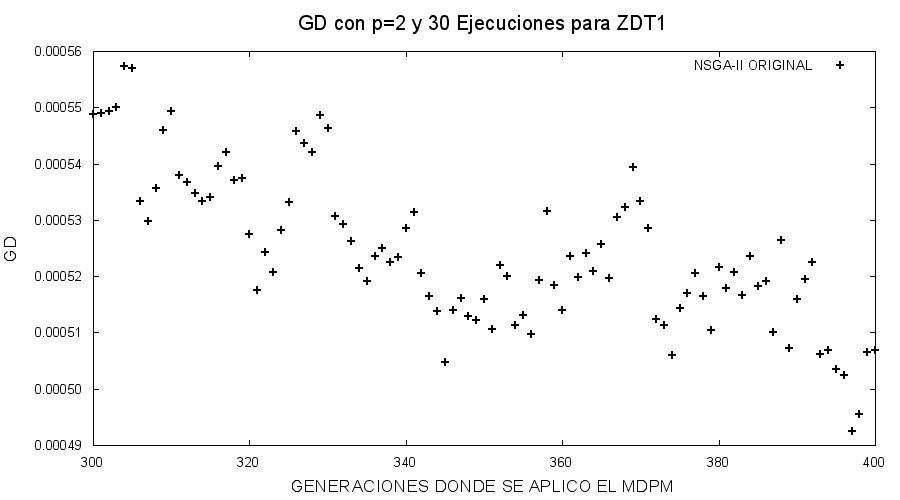 GD con p=2 y 30 Ejecuciones para ZDT1
NSGA-II ORIGINAL
0.00056
0.00055
0.00054
0.00053
0.00052
0.00051
0.00050
0.00049
GD
300 320 340 360 380 400
GENERACIONES DONDE SE APLICO EL MDPM